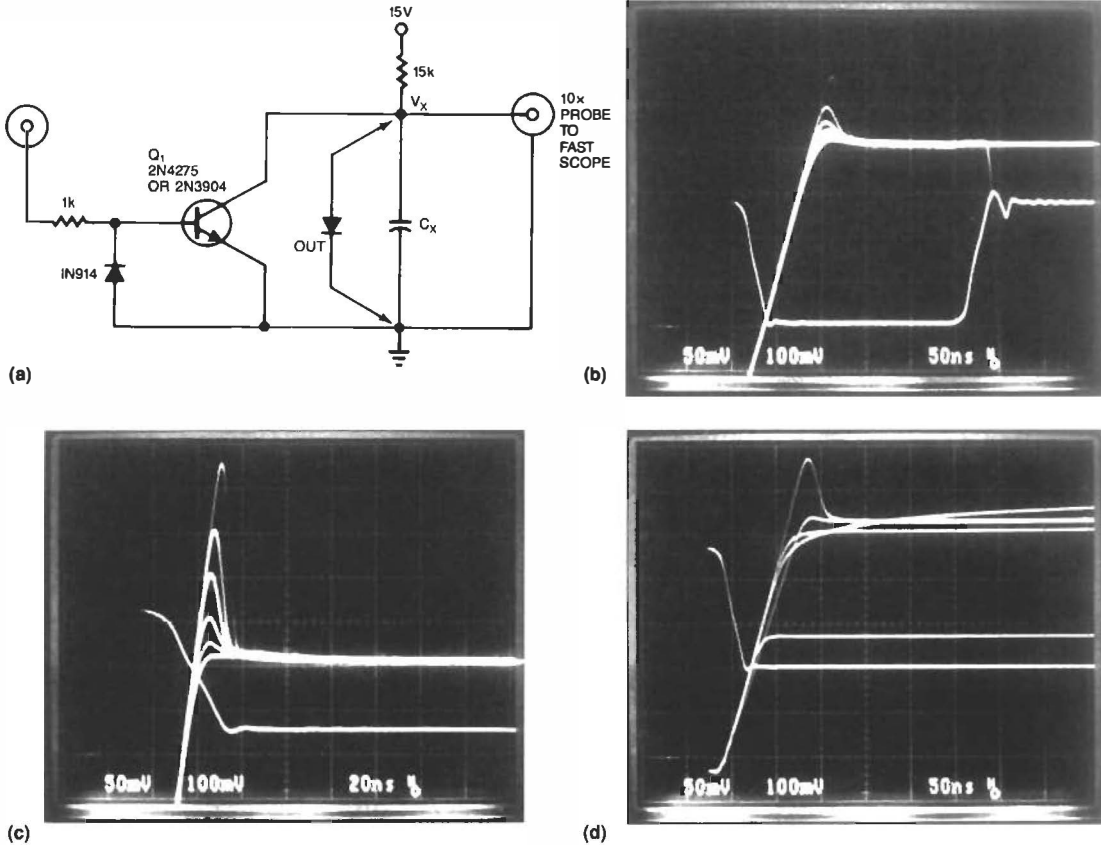 15V
15k
Vx
10×
PROBE
TO
FAST
SCOPE
Q1
2N4275
OR 2N3904
1k
IN914
OUT
Cx
(a)
50mV 100mV 50ns
(b)
50mV 100mV 20ns
(c)
50mV 100mV 50ns
(d)